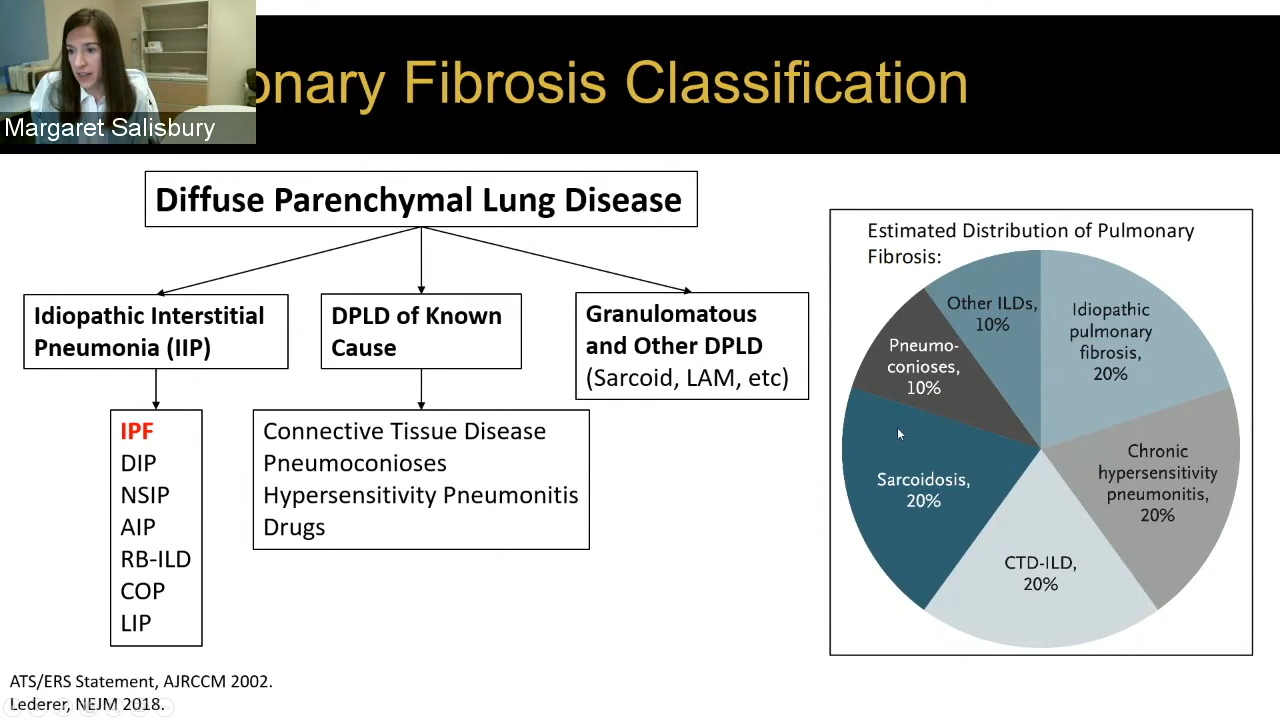 Margaret Salisbury
onary Fibrosis Classification
Diffuse Parenchymal Lung Disease
Idiopathic Interstitial
Pneumonia (IIP)
DPLD of Known
Cause
Granulomatous
and Other DPLD
(Sarcoid, LAM, etc)
IPF
DIP
NSIP
AIP
RB-ILD
COP
LIP
Connective Tissue Disease
Pneumoconioses
Hypersensitivity Pneumonitis
Drugs
Estimated Distribution of Pulmonary
Fibrosis:
Other ILDs,
10%
Idiopathic
pulmonary
fibrosis,
20%
Pneumo-
conioses,
10%
Chronic
hypersensitivity
pneumonitis,
20%
Sarcoidosis,
20%
CTD-ILD,
20%
ATS/ERS Statement, AJRCCM 2002.
Lederer, NEJM 2018.